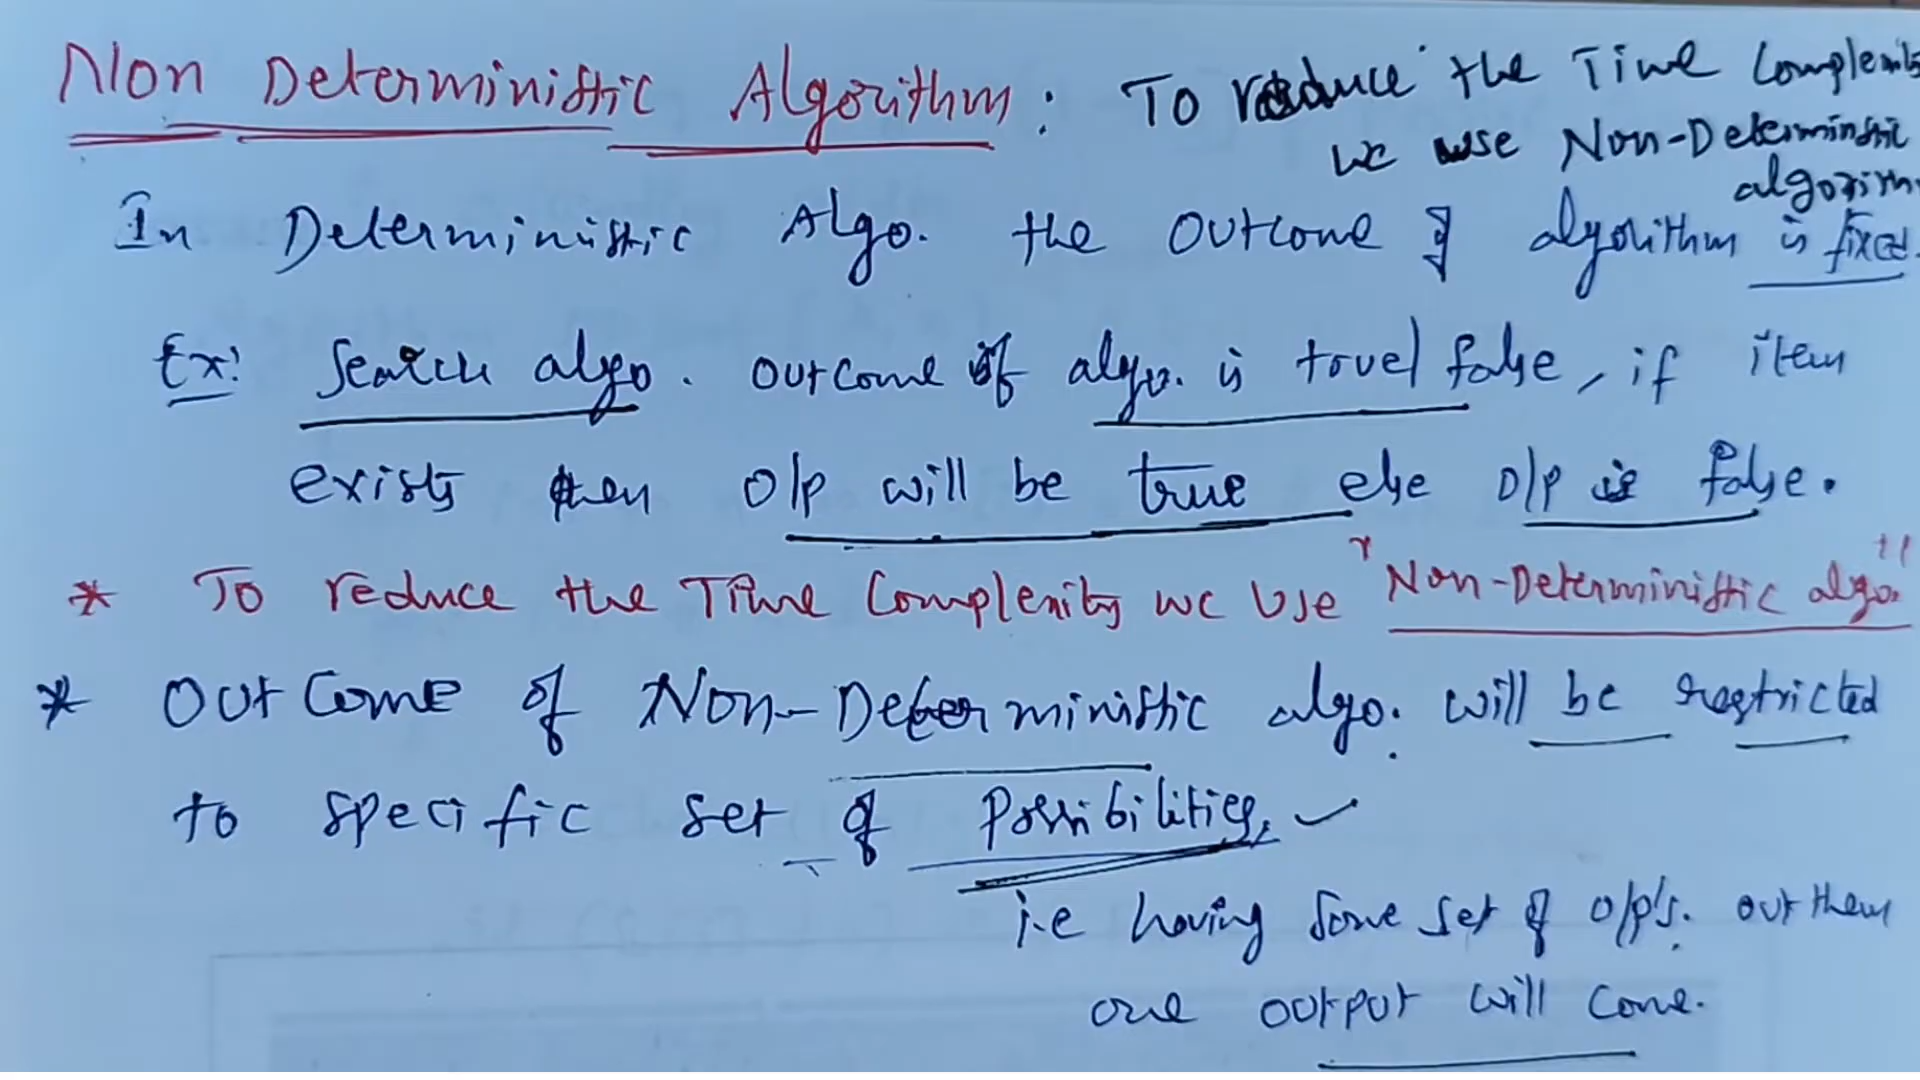 Non Deterministic Algorithm : To reduce the Time Complexity
we use Non-Deterministic
algorithm.
In Deterministic Algo. the outcome of algorithm is fixed.
Ex: Search algo. outcome of algo. is true/false, if item
exists then o/p will be true else o/p is false.
* To reduce the Time Complexity we use "Non-Deterministic algo."
* Outcome of Non-Deterministic algo. will be restricted
to specific set of possibilities,
i.e having some set of o/p's. out them
one output will come.